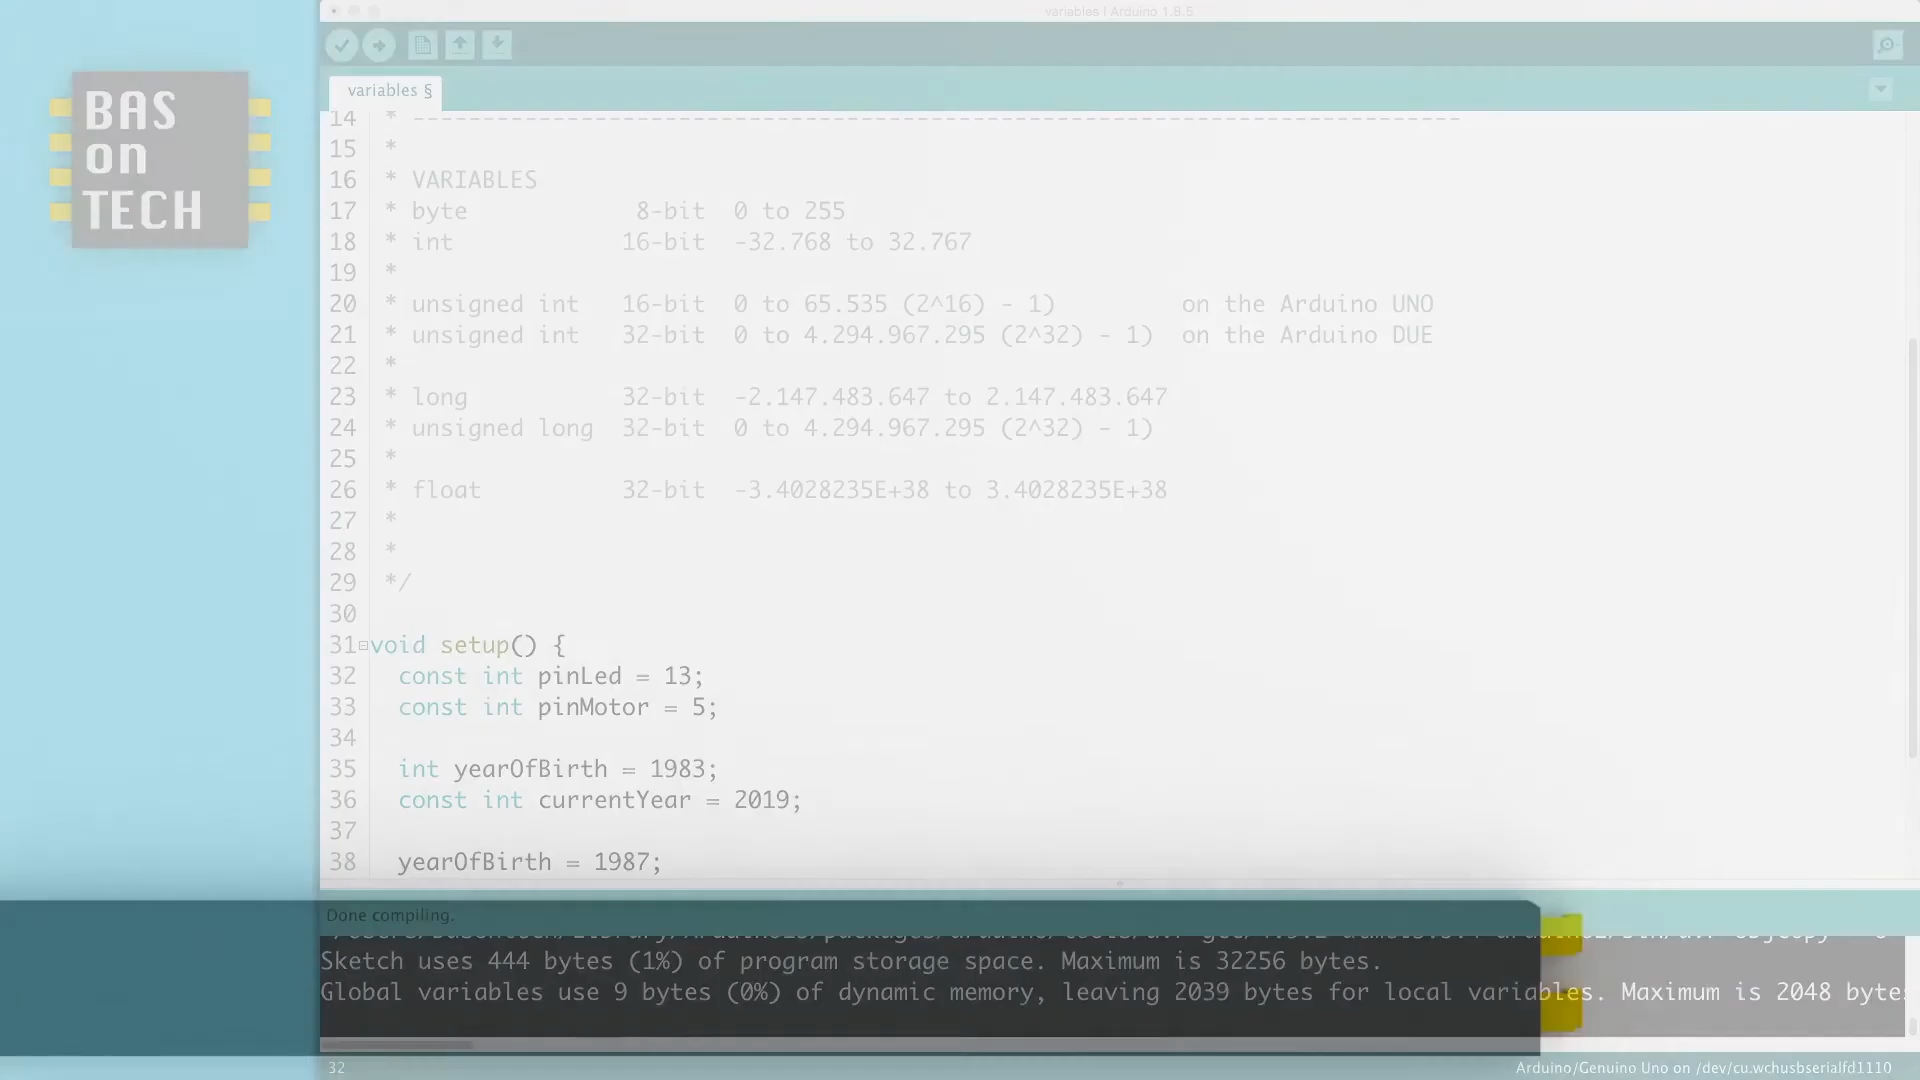 variables | Arduino 1.8.5
BAS
on
TECH
variables §
14 * ---------------------------------------------------------------------------
15 *
16 * VARIABLES
17 * byte 8-bit 0 to 255
18 * int 16-bit -32.768 to 32.767
19 *
20 * unsigned int 16-bit 0 to 65.535 (2^16) - 1) on the Arduino UNO
21 * unsigned int 32-bit 0 to 4.294.967.295 (2^32) - 1) on the Arduino DUE
22 *
23 * long 32-bit -2.147.483.647 to 2.147.483.647
24 * unsigned long 32-bit 0 to 4.294.967.295 (2^32) - 1)
25 *
26 * float 32-bit -3.4028235E+38 to 3.4028235E+38
27 *
28 *
29 */
30
31 void setup() {
32 const int pinLed = 13;
33 const int pinMotor = 5;
34
35 int yearOfBirth = 1983;
36 const int currentYear = 2019;
37
38 yearOfBirth = 1987;
Done compiling.
Sketch uses 444 bytes (1%) of program storage space. Maximum is 32256 bytes.
Global variables use 9 bytes (0%) of dynamic memory, leaving 2039 bytes for local variables. Maximum is 2048 bytes
32
Arduino/Genuino Uno on /dev/cu.wchusbserialfd1110